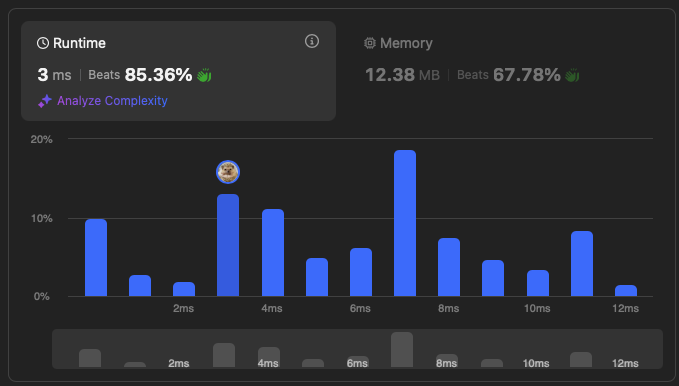 Runtime
3 ms | Beats 85.36%
Analyze Complexity
Memory
12.38 MB | Beats 67.78%
20%
10%
0%
2ms 4ms 6ms 8ms 10ms 12ms
2ms 4ms 6ms 8ms 10ms 12ms